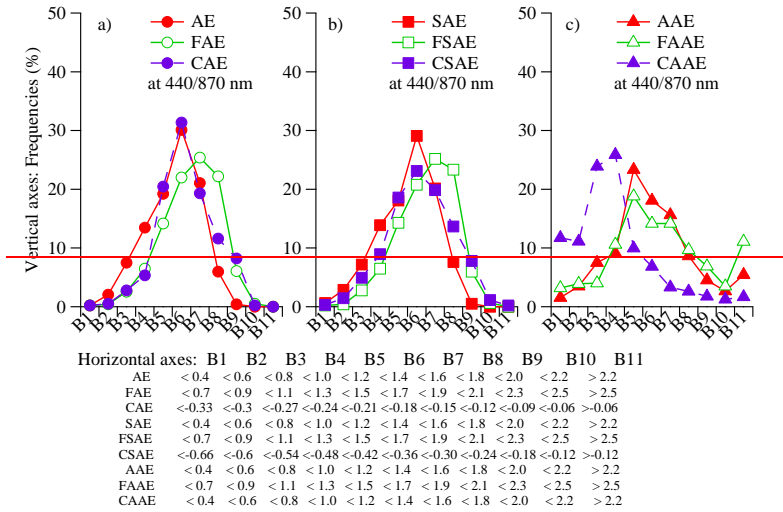 50
40
30
20
10
0
Vertical axes: Frequencies (%)
a)
AE
FAE
CAE
at 440/870 nm
B1 B2 B3 B4 B5 B6 B7 B8 B9 B10 B11
50
40
30
20
10
0
b)
SAE
FSAE
CSAE
at 440/870 nm
B1 B2 B3 B4 B5 B6 B7 B8 B9 B10 B11
50
40
30
20
10
0
c)
AAE
FAAE
CAAE
at 440/870 nm
B1 B2 B3 B4 B5 B6 B7 B8 B9 B10 B11
Horizontal axes: B1 B2 B3 B4 B5 B6 B7 B8 B9 B10 B11
AE < 0.4 < 0.6 < 0.8 < 1.0 < 1.2 < 1.4 < 1.6 < 1.8 < 2.0 < 2.2 > 2.2
FAE < 0.7 < 0.9 < 1.1 < 1.3 < 1.5 < 1.7 < 1.9 < 2.1 < 2.3 < 2.5 > 2.5
CAE <-0.33 <-0.3 <-0.27 <-0.24 <-0.21 <-0.18 <-0.15 <-0.12 <-0.09 <-0.06 >-0.06
SAE < 0.4 < 0.6 < 0.8 < 1.0 < 1.2 < 1.4 < 1.6 < 1.8 < 2.0 < 2.2 > 2.2
FSAE < 0.7 < 0.9 < 1.1 < 1.3 < 1.5 < 1.7 < 1.9 < 2.1 < 2.3 < 2.5 > 2.5
CSAE <-0.66 <-0.6 <-0.54 <-0.48 <-0.42 <-0.36 <-0.30 <-0.24 <-0.18 <-0.12 >-0.12
AAE < 0.4 < 0.6 < 0.8 < 1.0 < 1.2 < 1.4 < 1.6 < 1.8 < 2.0 < 2.2 > 2.2
FAAE < 0.7 < 0.9 < 1.1 < 1.3 < 1.5 < 1.7 < 1.9 < 2.1 < 2.3 < 2.5 > 2.5
CAAE < 0.4 < 0.6 < 0.8 < 1.0 < 1.2 < 1.4 < 1.6 < 1.8 < 2.0 < 2.2 > 2.2